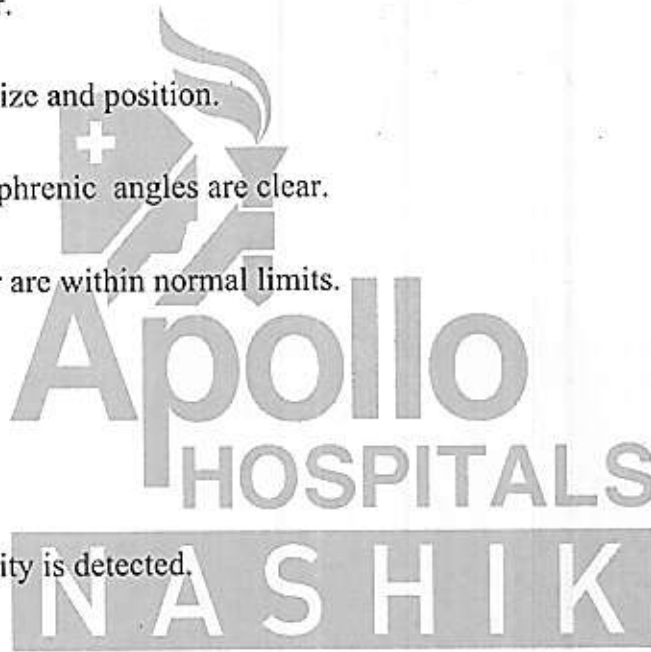 r.
ize and position.
phrenic angles are clear.
r are within normal limits.
Apollo
HOSPITALS
ity is detected.
NASHIK